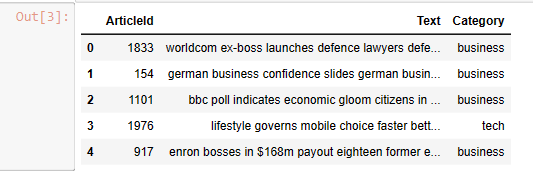 Out[3]:
ArticleId Text Category
0 1833 worldcom ex-boss launches defence lawyers defe... business
1 154 german business confidence slides german busin... business
2 1101 bbc poll indicates economic gloom citizens in ... business
3 1976 lifestyle governs mobile choice faster bett... tech
4 917 enron bosses in $168m payout eighteen former e... business